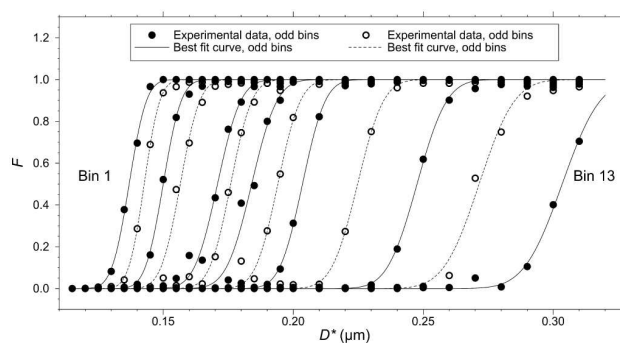 Experimental data, odd bins
Experimental data, odd bins
Best fit curve, odd bins
Best fit curve, odd bins
1.2
1.0
0.8
0.6
0.4
0.2
0.0
F
Bin 1
Bin 13
0.15
0.20
0.25
0.30
D* (μm)